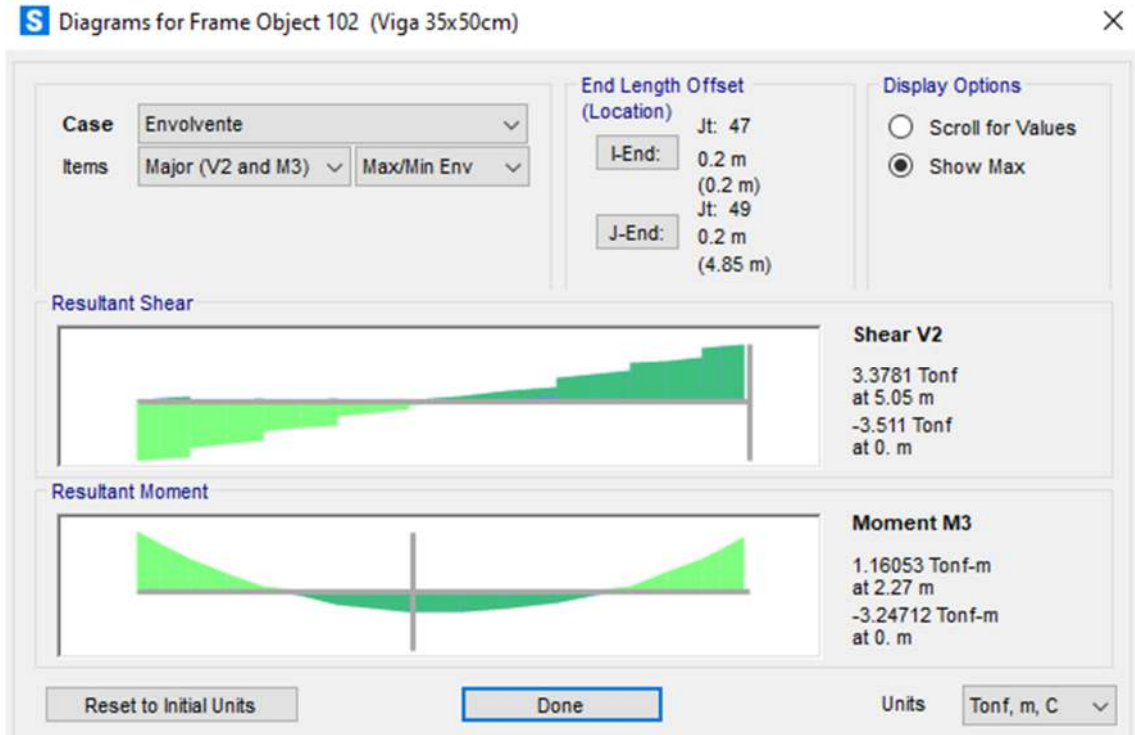 S Diagrams for Frame Object 102 (Viga 35x50cm)
Case Envolvente
Items Major (V2 and M3) Max/Min Env
End Length Offset
(Location)
Jt: 47
I-End: 0.2 m
(0.2 m)
Jt: 49
J-End: 0.2 m
(4.85 m)
Display Options
Scroll for Values
Show Max
Resultant Shear
Shear V2
3.3781 Tonf
at 5.05 m
-3.511 Tonf
at 0. m
Resultant Moment
Moment M3
1.16053 Tonf-m
at 2.27 m
-3.24712 Tonf-m
at 0. m
Reset to Initial Units
Done
Units Tonf, m, C